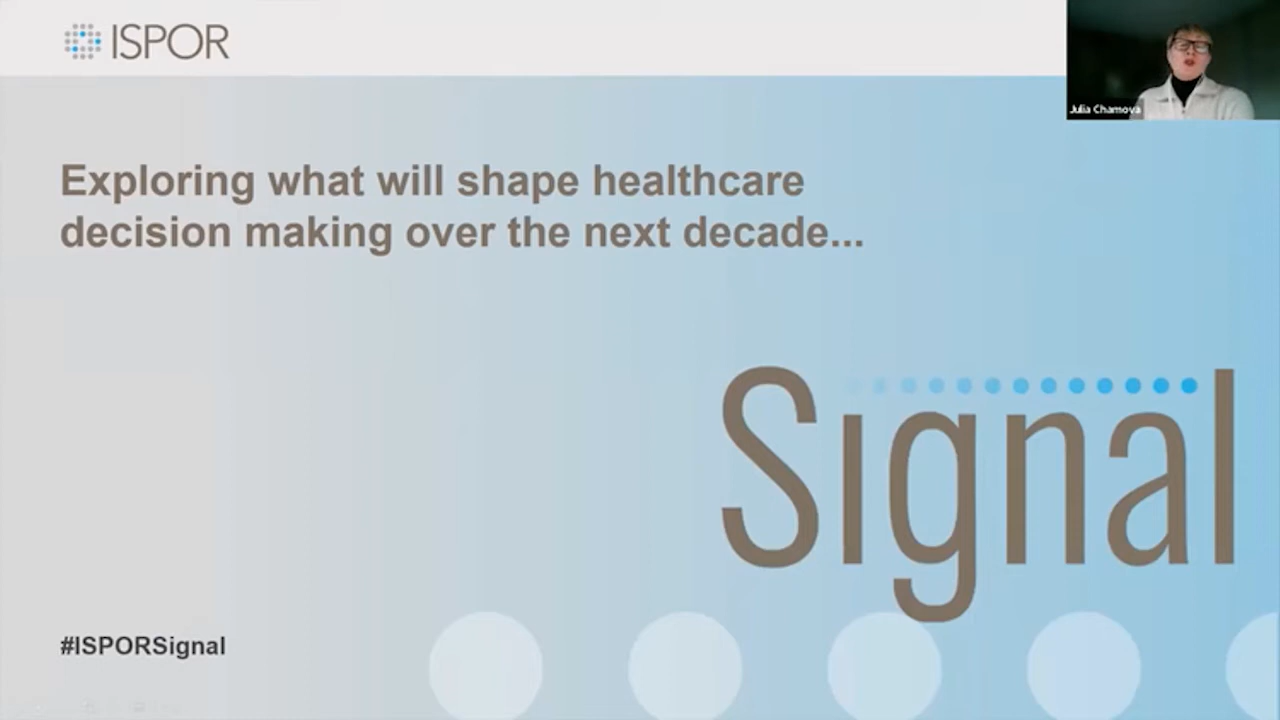 ISPOR
Julia Chamova
Exploring what will shape healthcare
decision making over the next decade...
Signal
#ISPORSignal